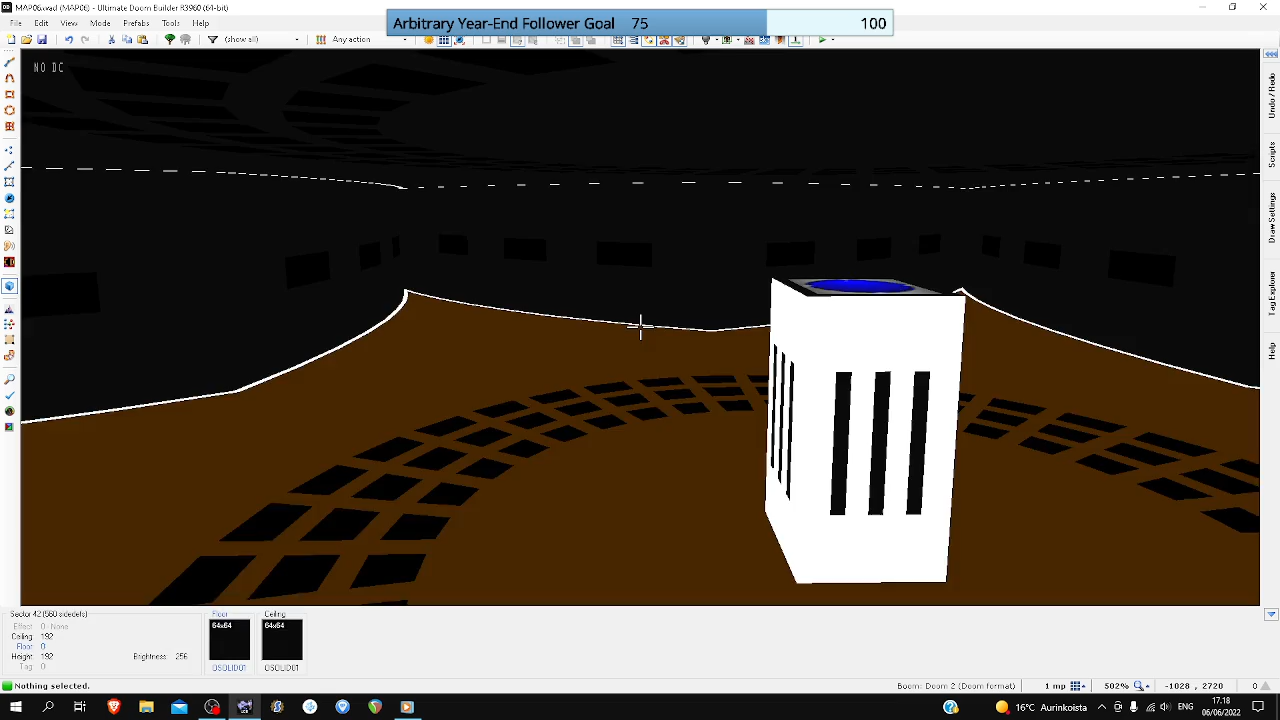 MAP06.wad (MAP06) - Ultimate Doom Builder R3960 (64-bit)
Arbitrary Year-End Follower Goal 75 100
File Edit View Mode Prefabs Tools Help
(show all) Any action
NO DC
Undo / Redo
Scripts
Draw Settings
Tag Explorer
Help
Sector 42 (560 sidedefs)
Effect: 0 - None
Ceiling: 192
Floor: 0
Height: 192 Brightness: 256
Tag: 0
Floor Ceiling
64x64 64x64
OSOLID01 OSOLID01
Nothing selected.
Boom: Doom 2 (Doom format) 1 mp 502% -1028 , 2720 0
16°C Aurinkoista ENG 17.18
06/06/2022